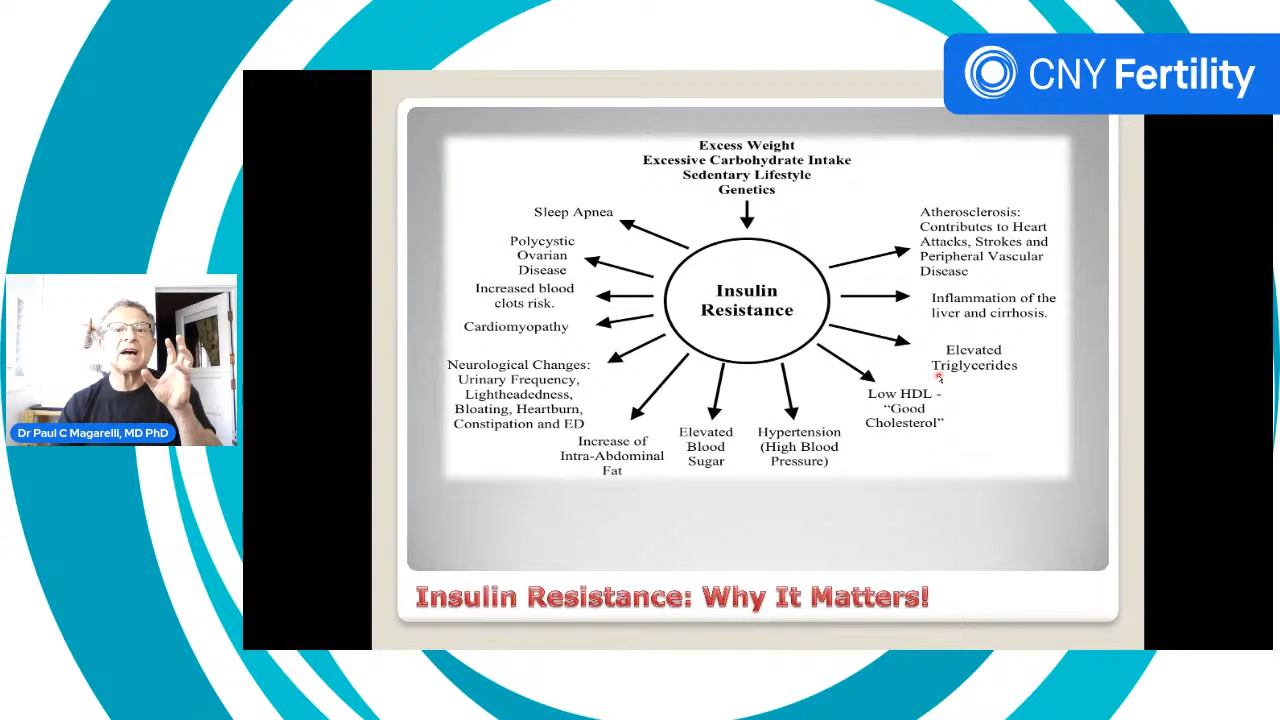 CNY Fertility
Excess Weight
Excessive Carbohydrate Intake
Sedentary Lifestyle
Genetics
Sleep Apnea
Polycystic
Ovarian
Disease
Increased blood
clots risk.
Cardiomyopathy
Neurological Changes:
Urinary Frequency,
Lightheadedness,
Bloating, Heartburn,
Constipation and ED
Increase of
Intra-Abdominal
Fat
Elevated
Blood
Sugar
Hypertension
(High Blood
Pressure)
Low HDL -
“Good
Cholesterol”
Elevated
Triglycerides
Inflammation of the
liver and cirrhosis.
Atherosclerosis:
Contributes to Heart
Attacks, Strokes and
Peripheral Vascular
Disease
Insulin
Resistance
Dr Paul C Magarelli, MD PhD
Insulin Resistance: Why It Matters!